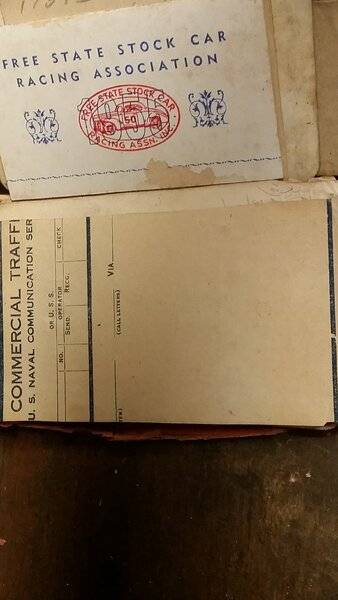 FREE STATE STOCK CAR
RACING ASSOCIATION
FREE STATE STOCK CAR
50
RACING ASSN. INC.
COMMERCIAL TRAFFI
U. S. NAVAL COMMUNICATION SER
OR U. S. S.
OPERATOR CHECK
NO. SEND. RECG.
VIA
(CALL LETTERS)